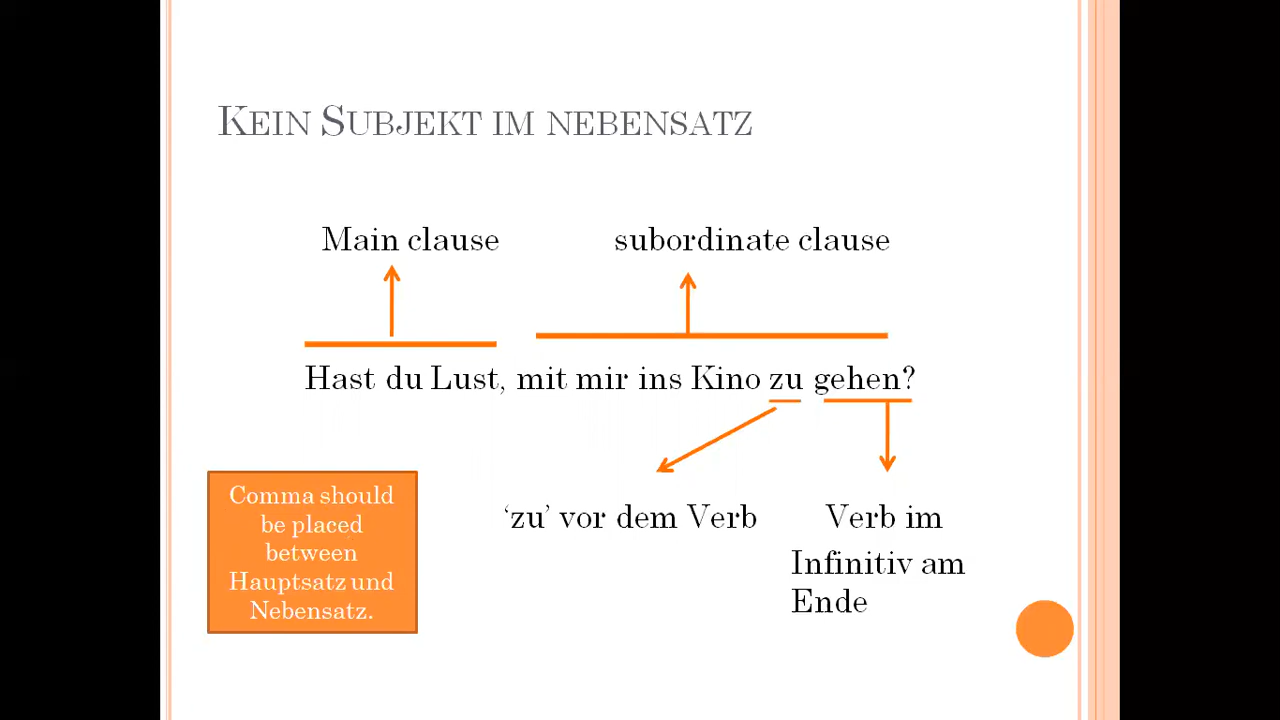 KEIN SUBJEKT IM NEBENSATZ
Main clause
subordinate clause
Hast du Lust, mit mir ins Kino zu gehen?
Comma should
be placed
between
Hauptsatz und
Nebensatz.
‘zu’ vor dem Verb
Verb im
Infinitiv am
Ende